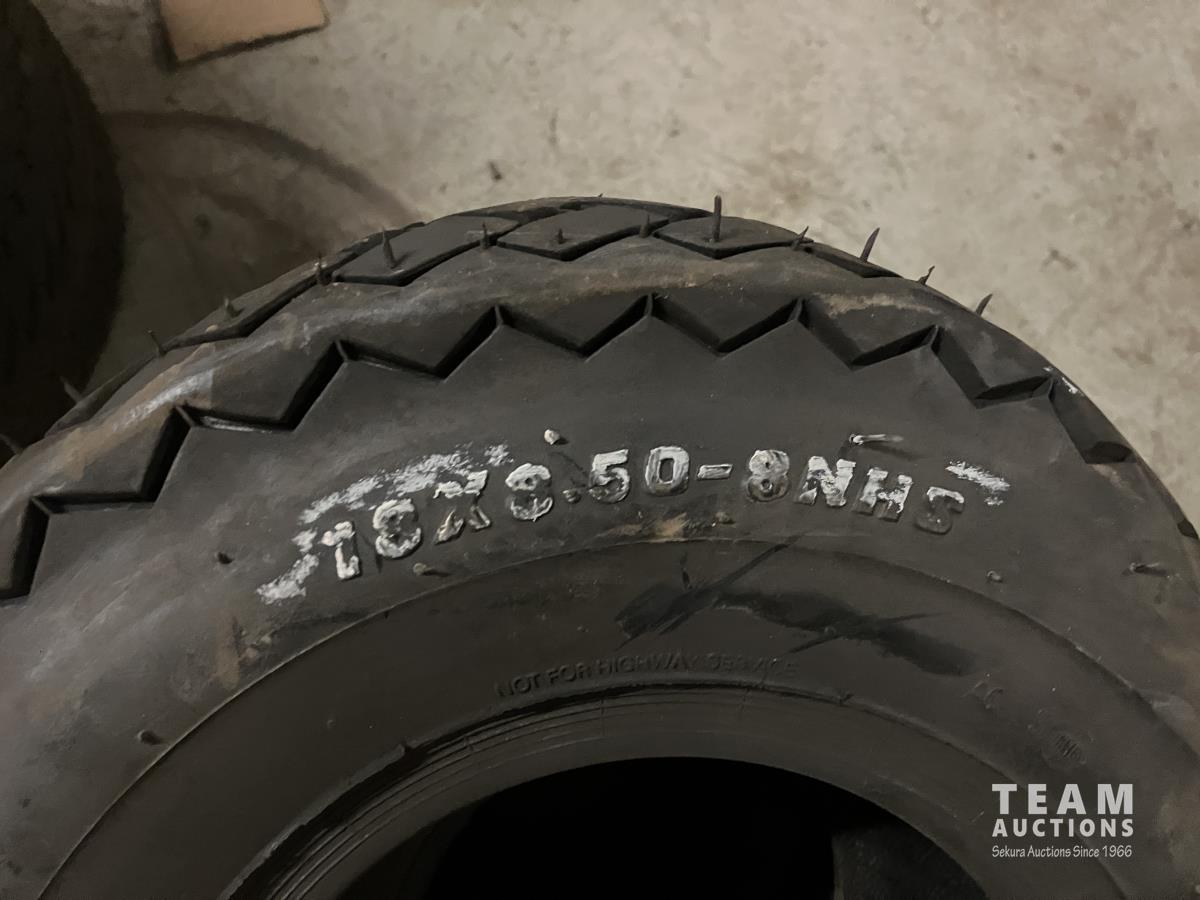 18X8.50-8NHS
NOT FOR HIGHWAY SERVICE
TEAM
AUCTIONS
Sekura Auctions Since 1966